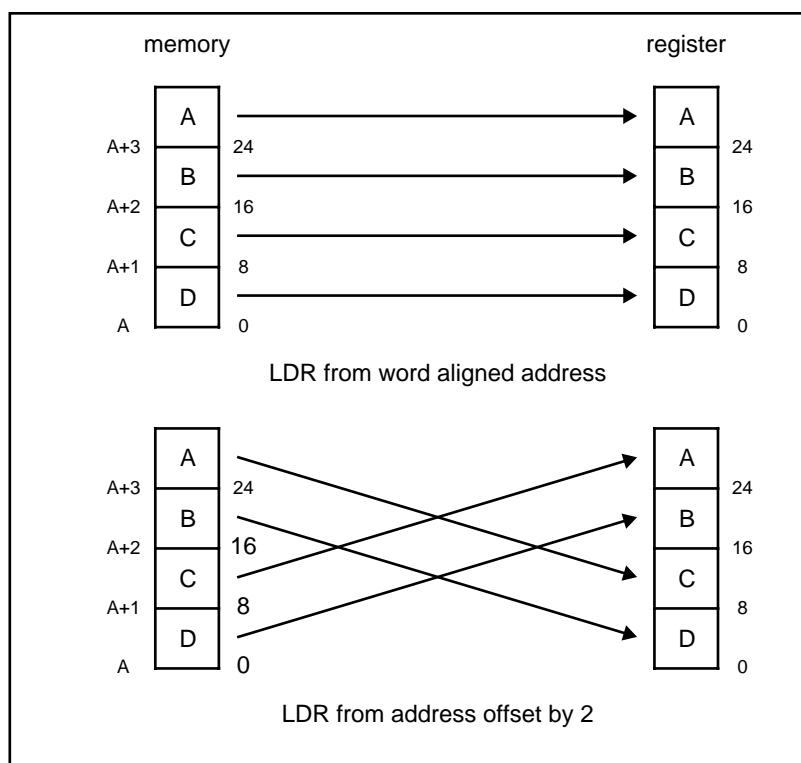 memory register
A A
A+3 24 24
B B
A+2 16 16
C C
A+1 8 8
D D
A 0 0
LDR from word aligned address
A A
A+3 24 24
B B
A+2 16 16
C C
A+1 8 8
D D
A 0 0
LDR from address offset by 2